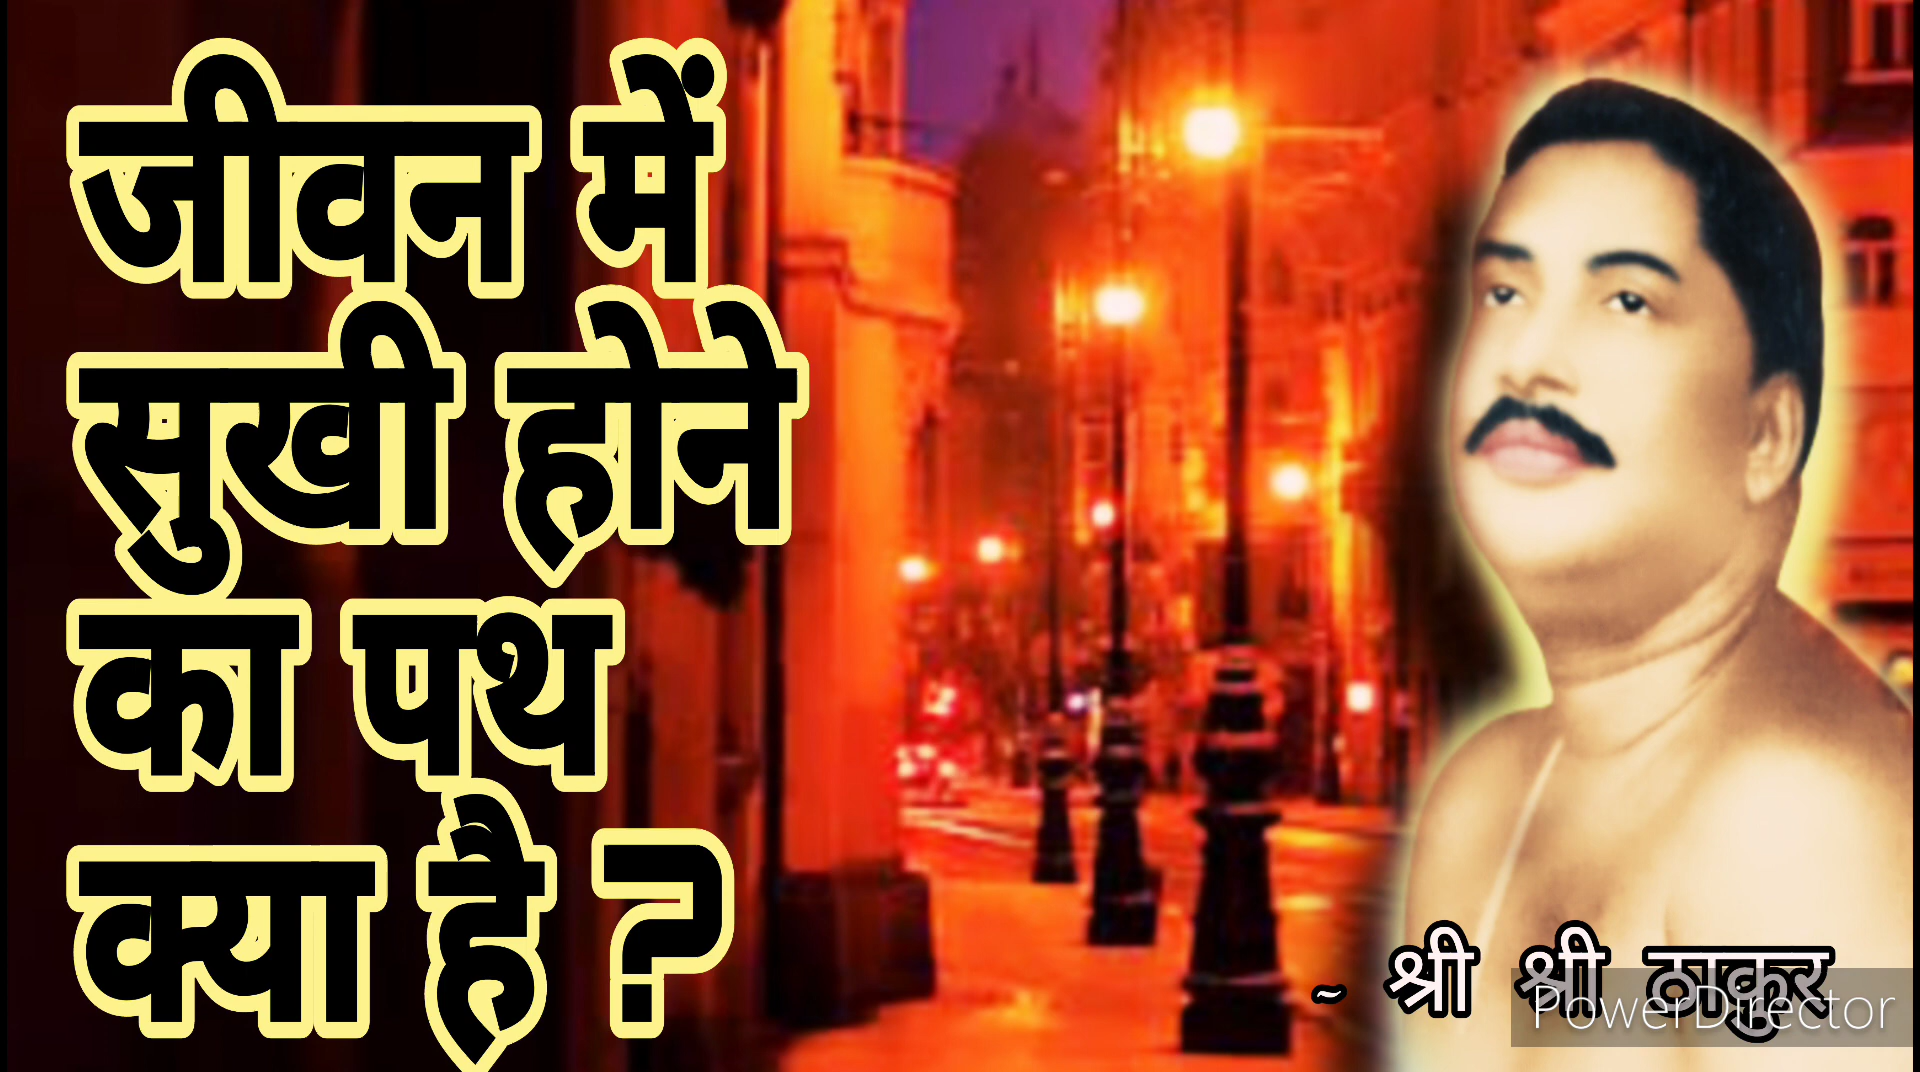 जीवन में
सुखी होने
का पथ
क्या है ?
~ श्री श्री ठाकुर
PowerDirector